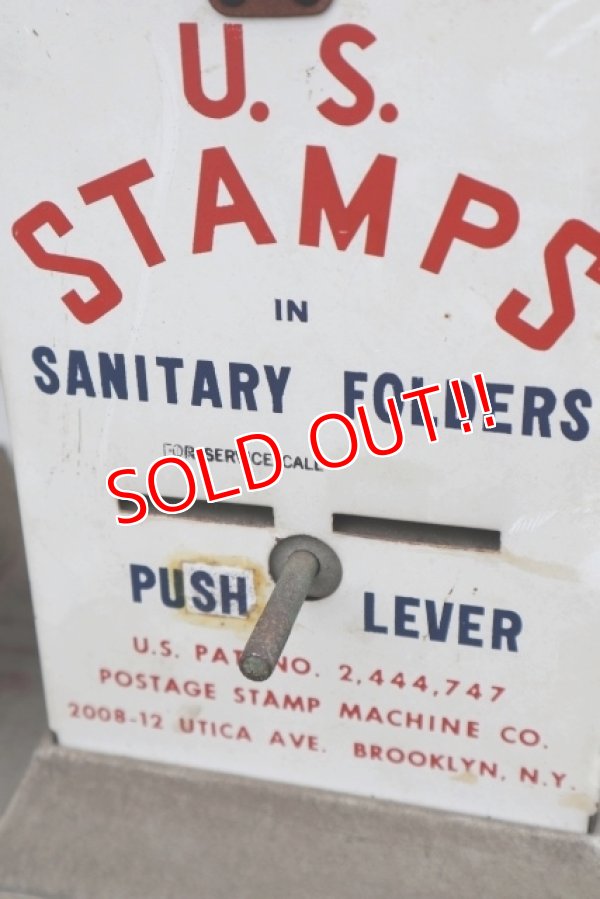 U.S.
STAMPS
IN
SANITARY FOLDERS
FOR SERVICE CALL
SOLD OUT!!
PUSH LEVER
U.S. PAT. NO. 2,444,747
POSTAGE STAMP MACHINE CO.
2008-12 UTICA AVE. BROOKLYN, N.Y.